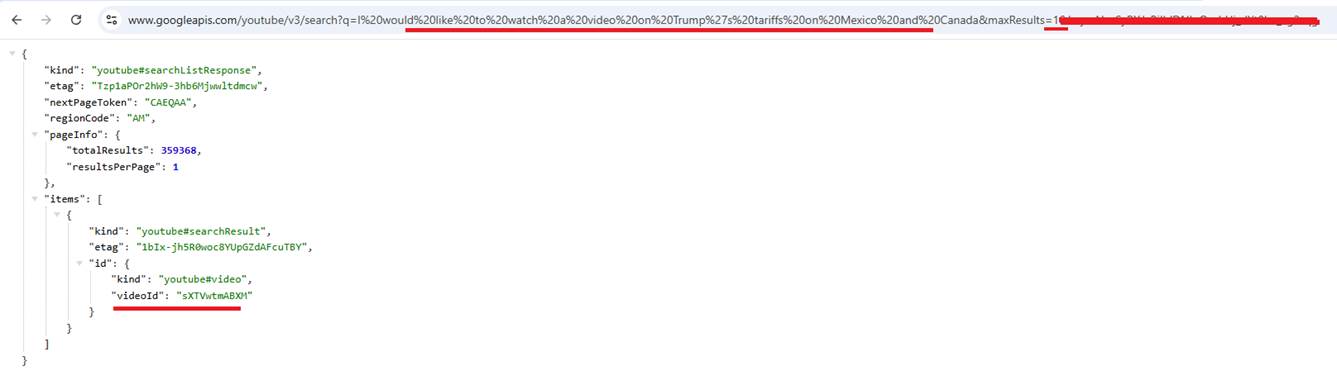 www.googleapis.com/youtube/v3/search?q=I%20would%20like%20to%20watch%20a%20video%20on%20Trump%27s%20tariffs%20on%20Mexico%20and%20Canada&maxResults=1
{
"kind": "youtube#searchListResponse",
"etag": "Tzp1aPOr2hW9-3hb6Mjwwltdmcw",
"nextPageToken": "CAEQAA",
"regionCode": "AM",
"pageInfo": {
"totalResults": 359368,
"resultsPerPage": 1
},
"items": [
{
"kind": "youtube#searchResult",
"etag": "1bIx-jh5R0woc8YUpGZdAFcuTBY",
"id": {
"kind": "youtube#video",
"videoId": "sXTVwtmABXM"
}
}
]
}